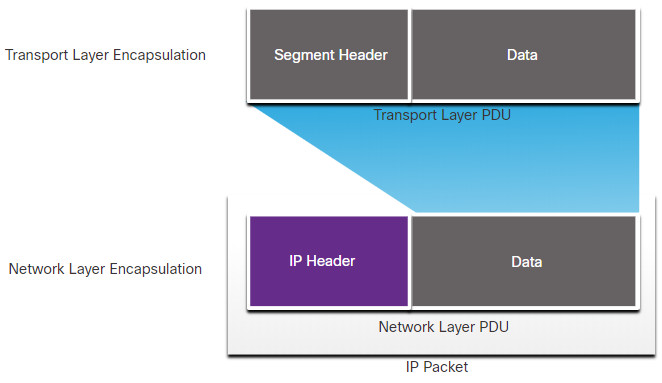 Transport Layer Encapsulation
Segment Header
Data
Transport Layer PDU
Network Layer Encapsulation
IP Header
Data
Network Layer PDU
IP Packet